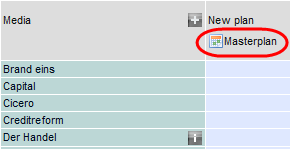 Media
New plan
Masterplan
Brand eins
Capital
Cicero
Creditreform
Der Handel